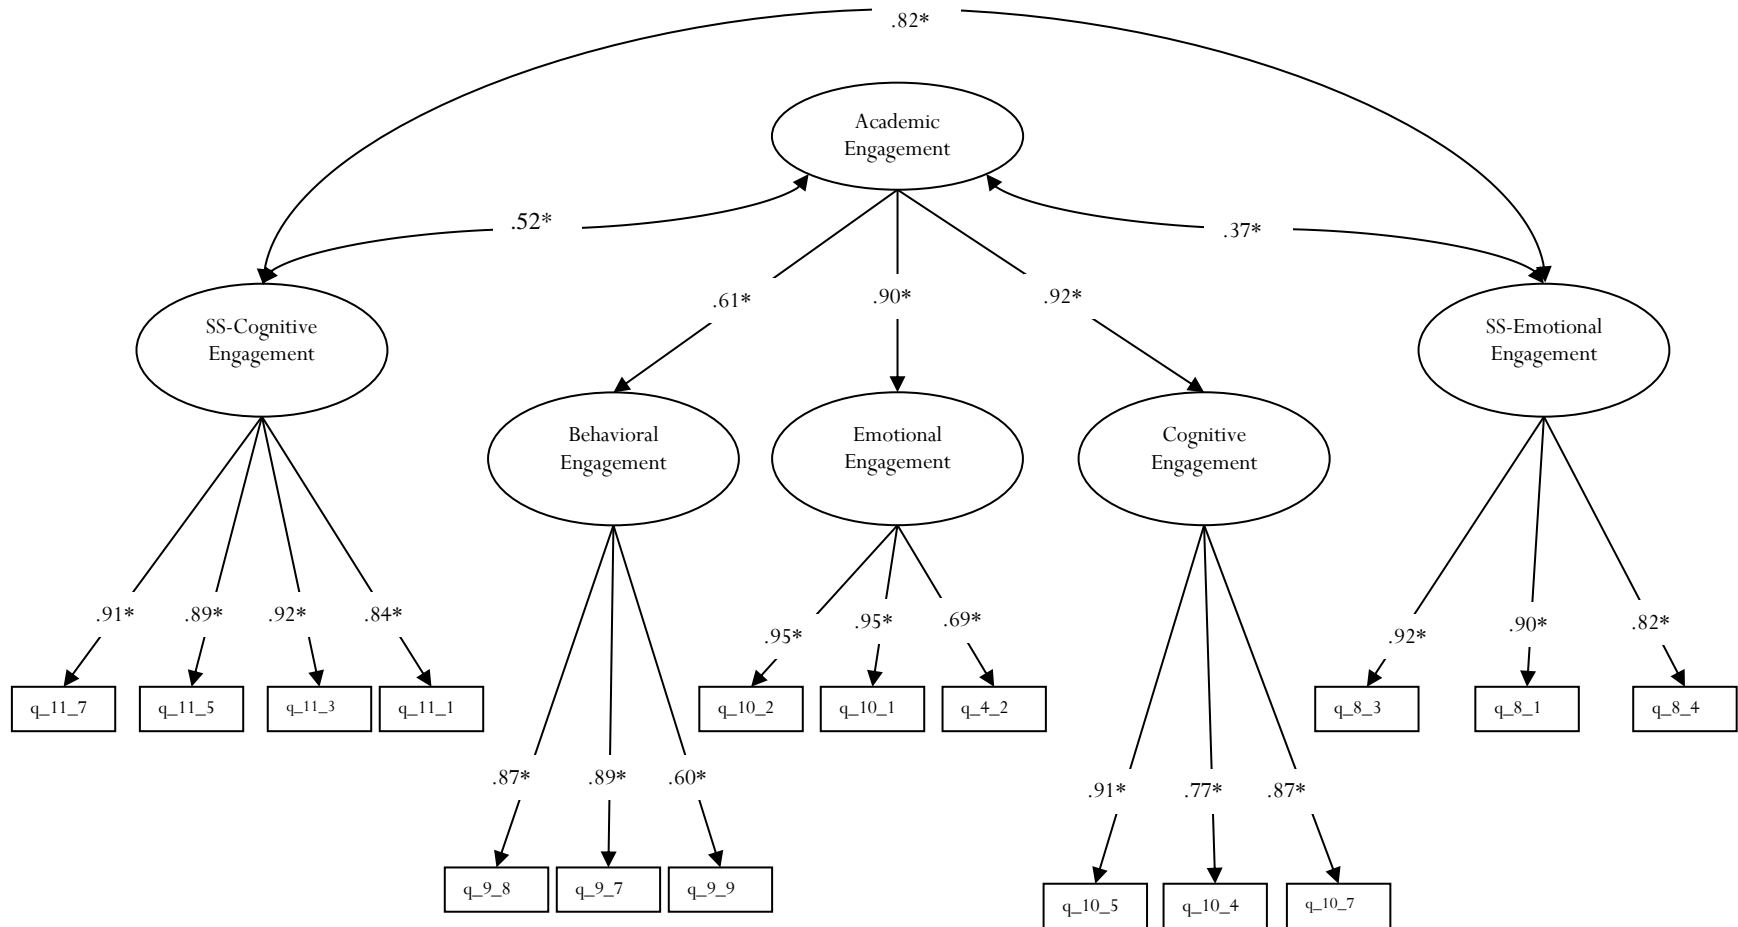 .82*
Academic
Engagement
.52*
.37*
.61*
.90*
.92*
SS-Cognitive
Engagement
SS-Emotional
Engagement
Behavioral
Engagement
Emotional
Engagement
Cognitive
Engagement
.91*
.89*
.92*
.84*
.95*
.95*
.69*
.92*
.90*
.82*
q_11_7
q_11_5
q_11_3
q_11_1
q_10_2
q_10_1
q_4_2
q_8_3
q_8_1
q_8_4
.87*
.89*
.60*
.91*
.77*
.87*
q_9_8
q_9_7
q_9_9
q_10_5
q_10_4
q_10_7